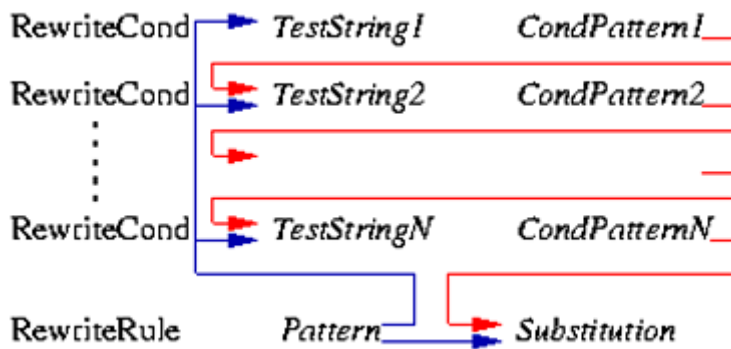 RewriteCond TestString1 CondPattern1
RewriteCond TestString2 CondPattern2
RewriteCond TestStringN CondPatternN
RewriteRule Pattern Substitution